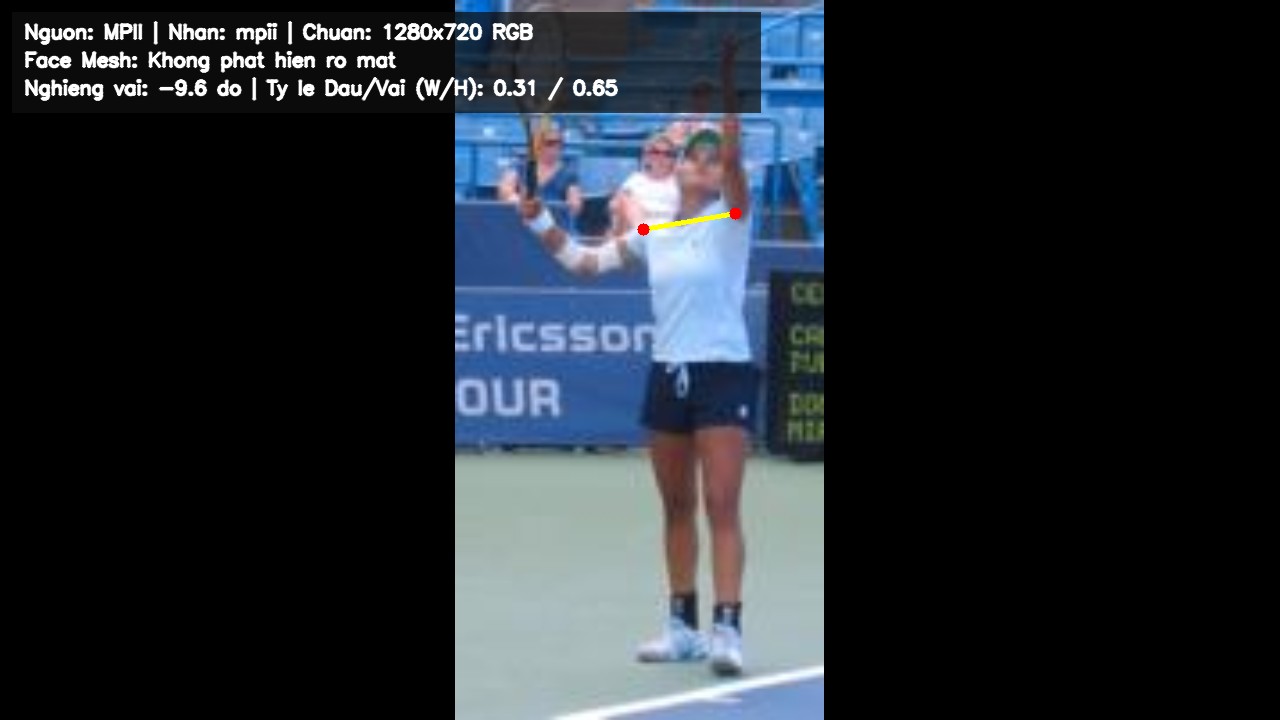 Nguon: MPII | Nhan: mpii | Chuan: 1280x720 RGB
Face Mesh: Khong phat hien ro mat
Nghieng vai: -9.6 do | Ty le Dau/Vai (W/H): 0.31 / 0.65
Ericsson
OUR